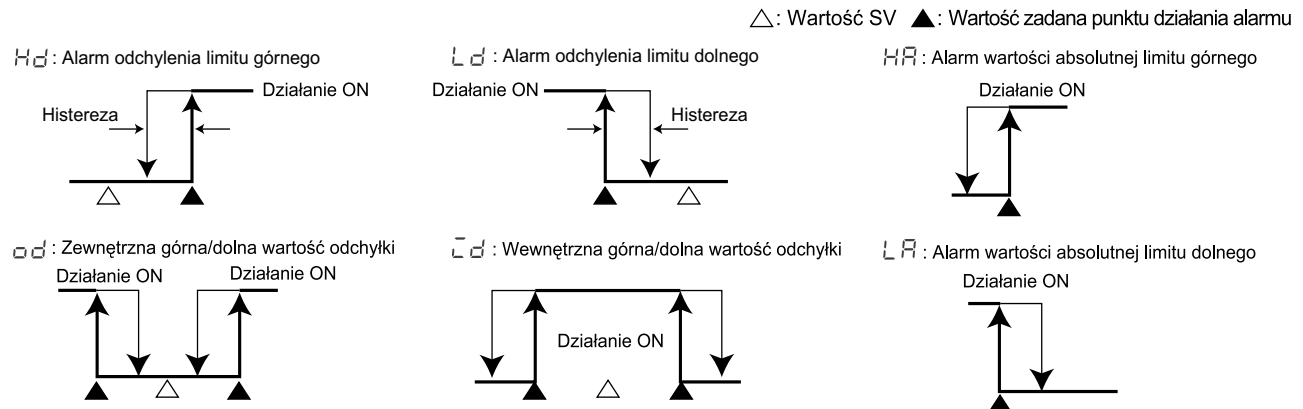 △: Wartość SV ▲: Wartość zadana punktu działania alarmu
Hd: Alarm odchylenia limitu górnego
Działanie ON
Histereza
Ld: Alarm odchylenia limitu dolnego
Działanie ON
Histereza
HA: Alarm wartości absolutnej limitu górnego
Działanie ON
od: Zewnętrzna górna/dolna wartość odchyłki
Działanie ON Działanie ON
id: Wewnętrzna górna/dolna wartość odchyłki
Działanie ON
LA: Alarm wartości absolutnej limitu dolnego
Działanie ON